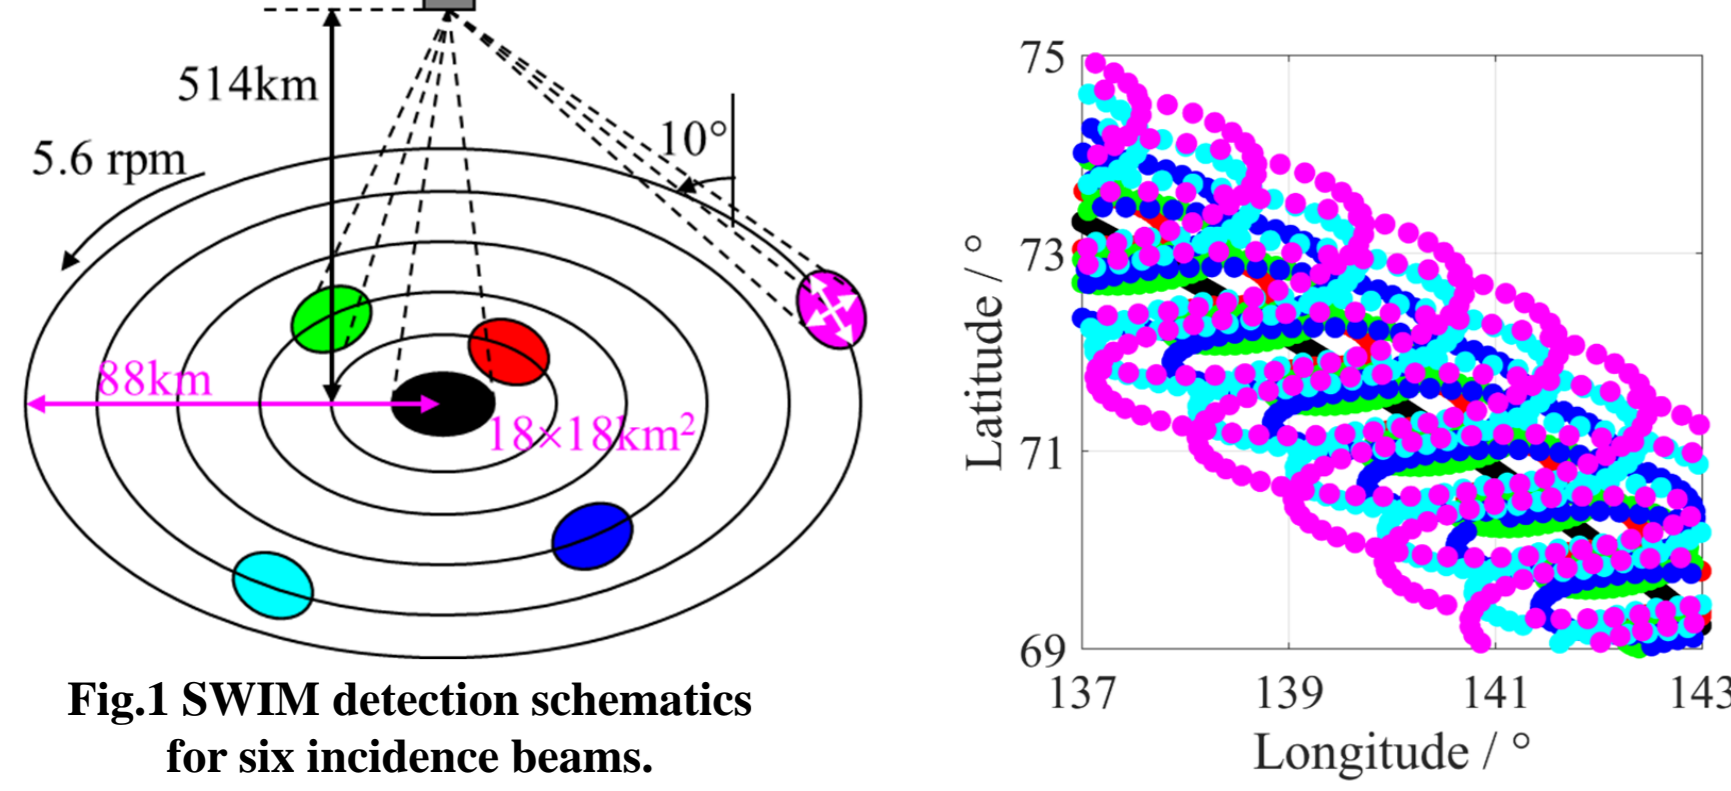 514km
5.6 rpm
10°
88km
18×18km²
Fig.1 SWIM detection schematics
for six incidence beams.
75
73
71
69
Latitude / °
137 139 141 143
Longitude / °